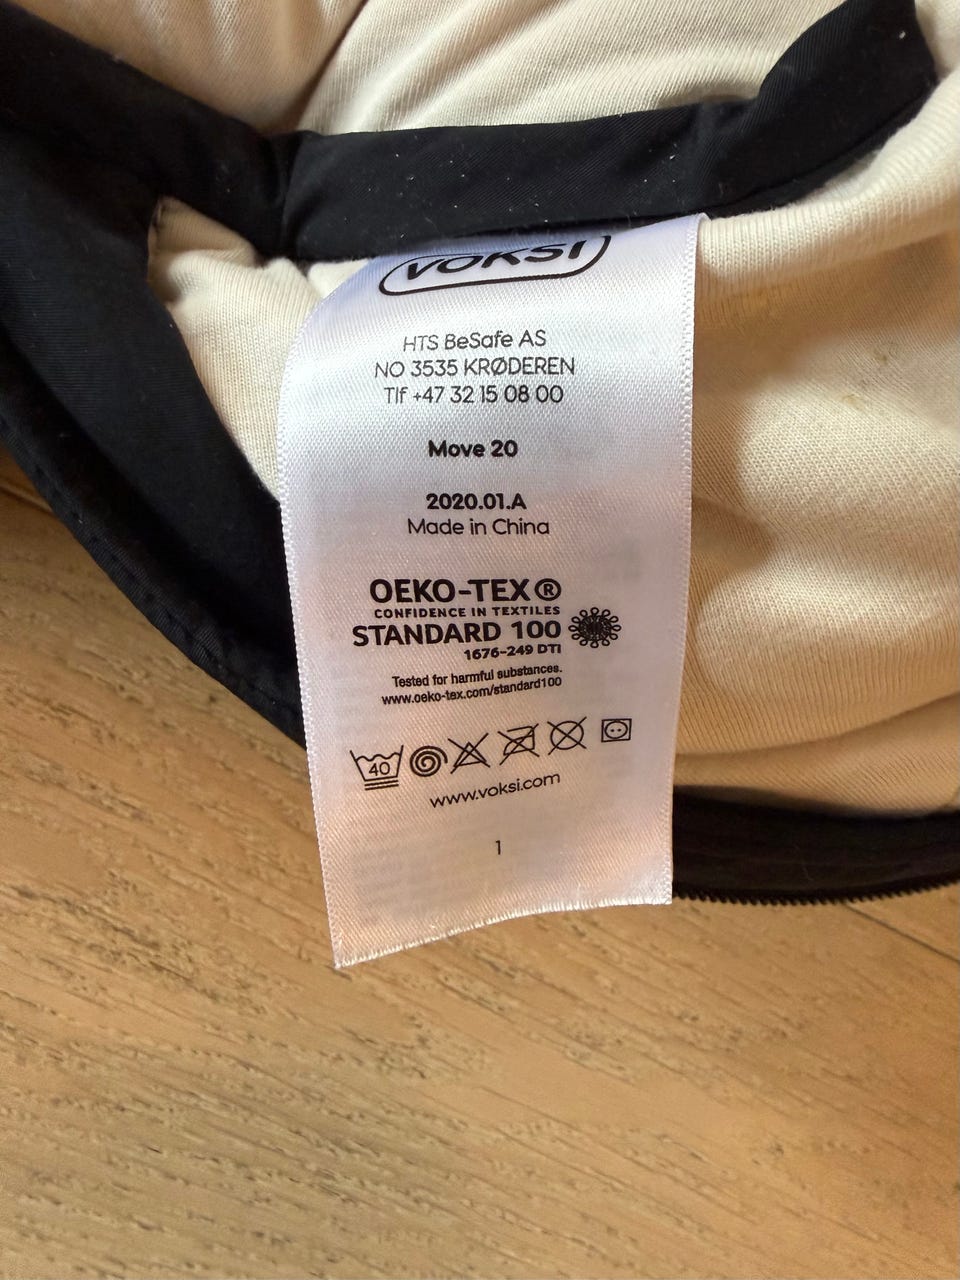 VOKSI
HTS BeSafe AS
NO 3535 KRØDEREN
Tlf +47 32 15 08 00
Move 20
2020.01.A
Made in China
OEKO-TEX®
CONFIDENCE IN TEXTILES
STANDARD 100
1676-249 DTI
Tested for harmful substances.
www.oeko-tex.com/standard100
40
www.voksi.com
1